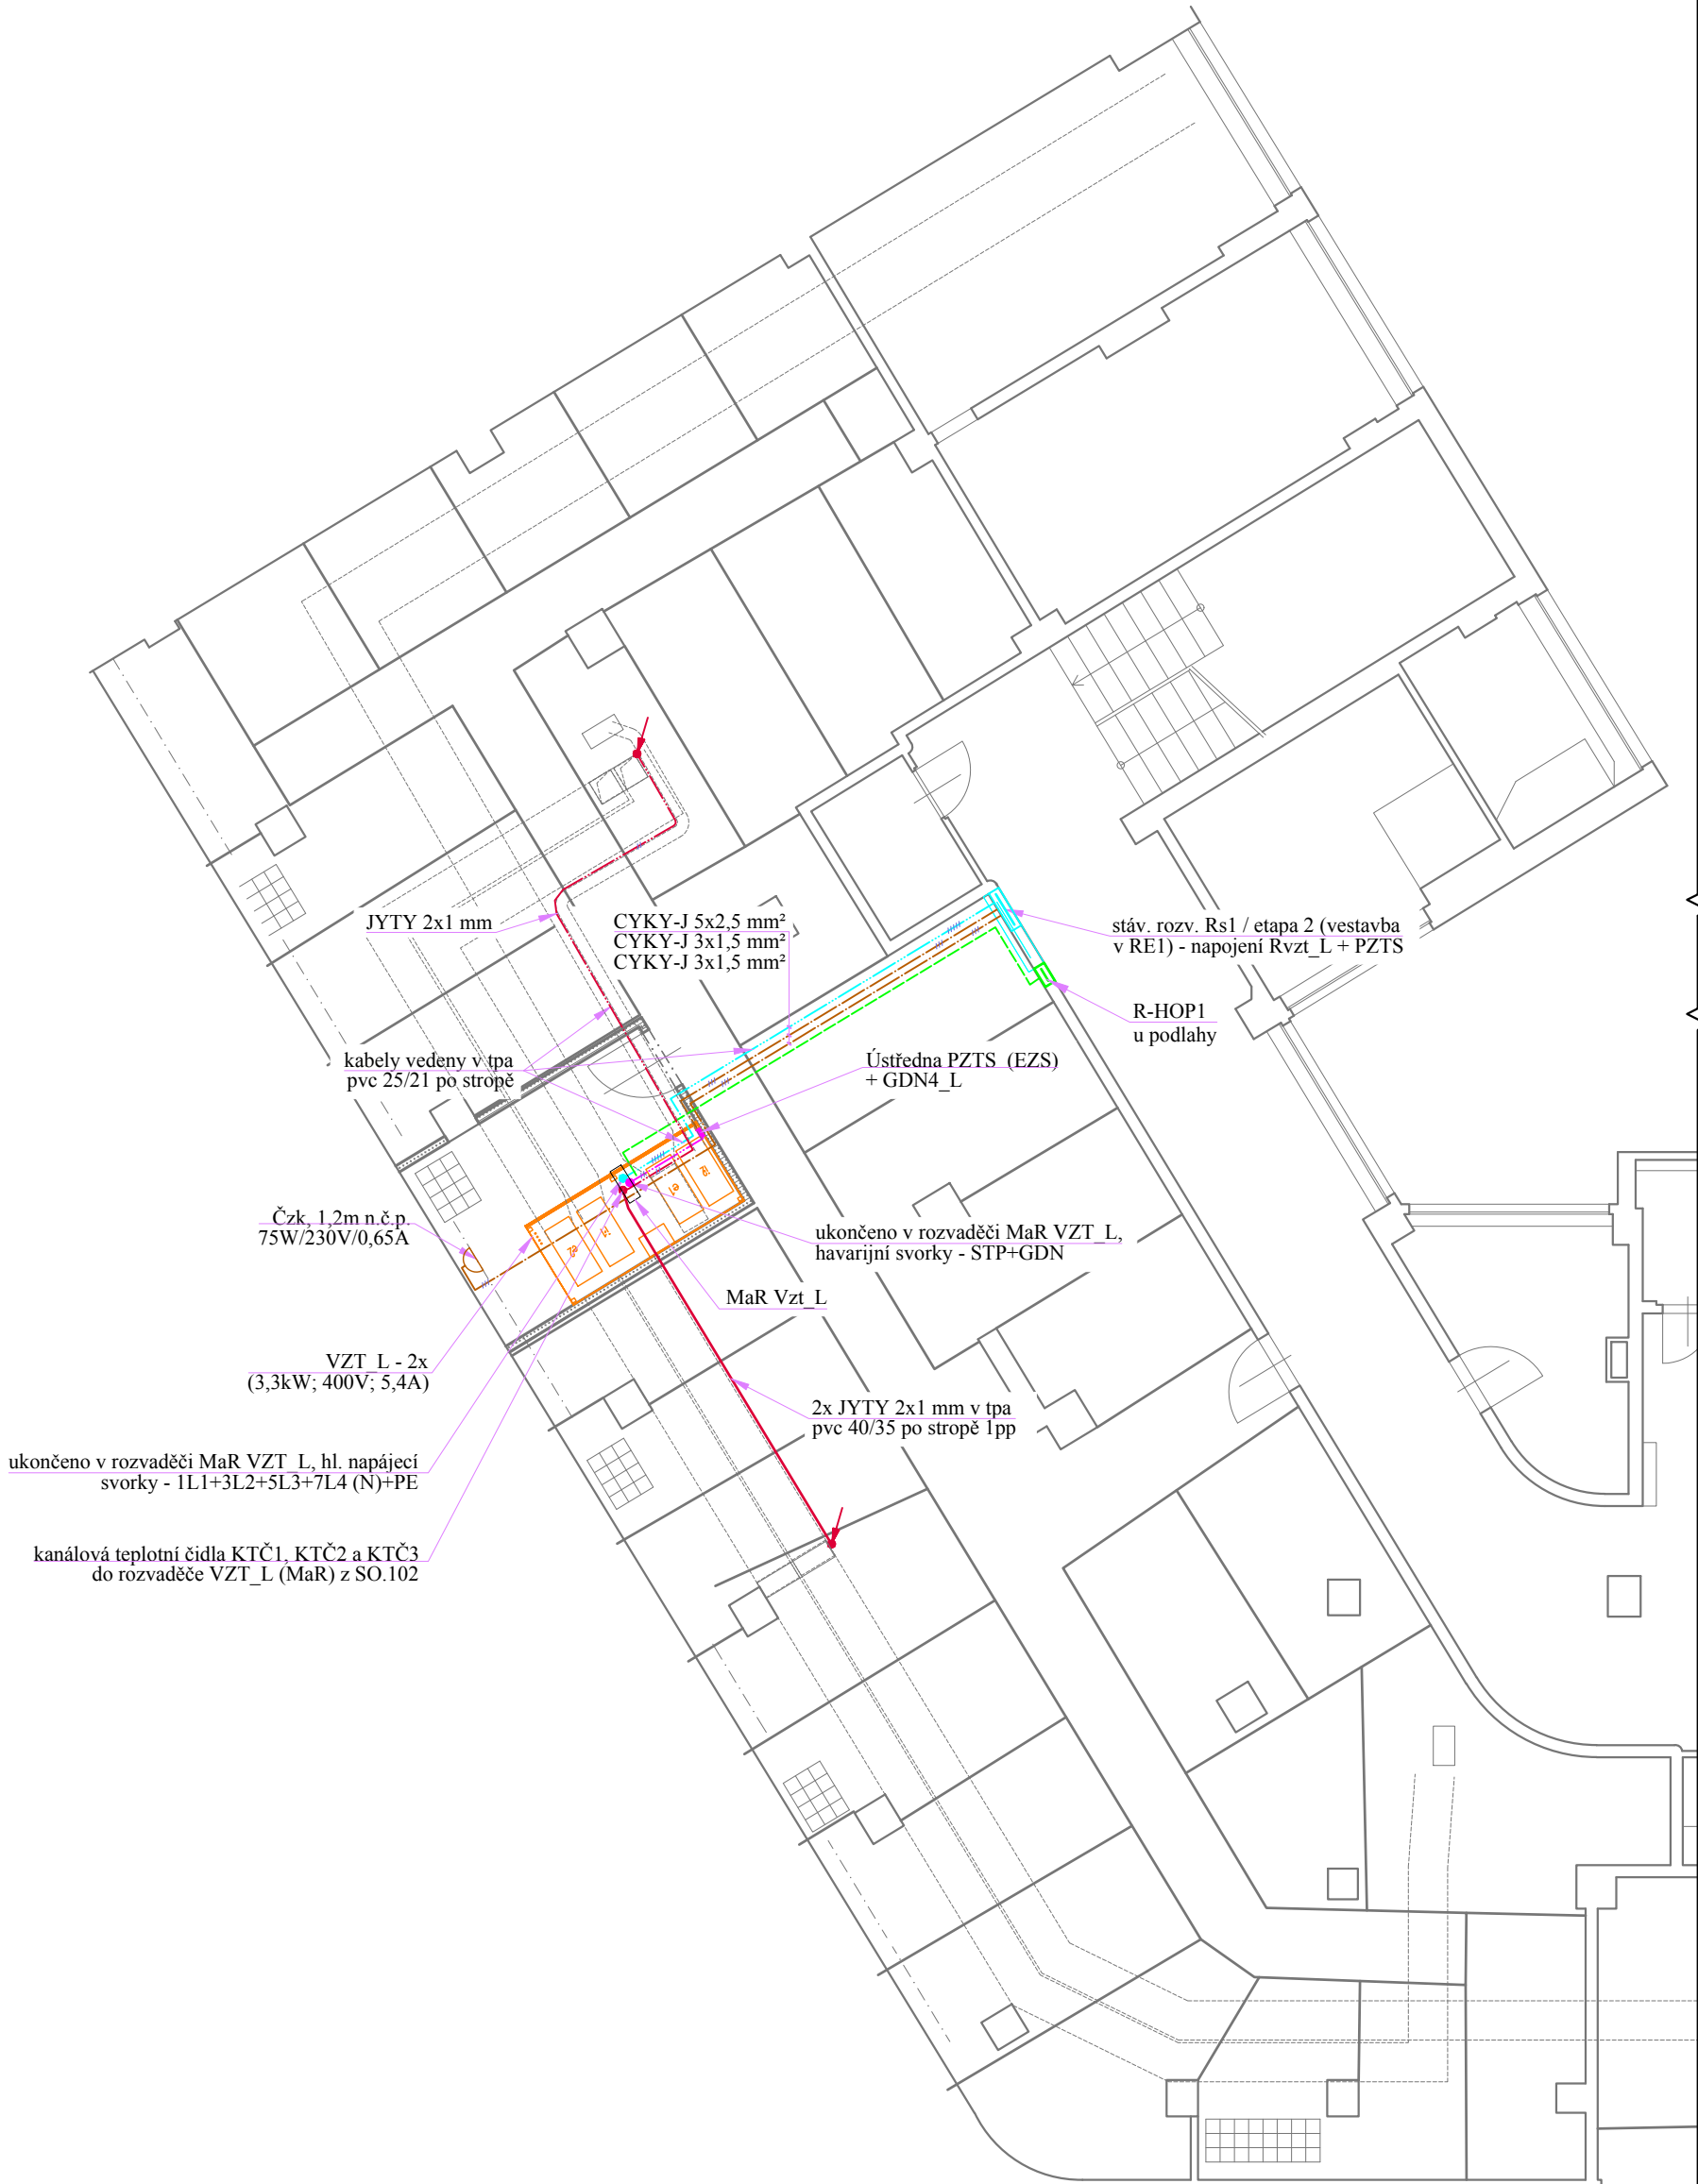 JYTY 2x1 mm
CYKY-J 5x2,5 mm²
CYKY-J 3x1,5 mm²
CYKY-J 3x1,5 mm²
stáv. rozv. Rs1 / etapa 2 (vestavba
v RE1) - napojení Rvzt_L + PZTS
R-HOP1
u podlahy
kabely vedeny v tpa
pvc 25/21 po stropě
Ústředna PZTS (EZS)
+ GDN4_L
Čzk, 1,2m n.č.p.
75W/230V/0,65A
ukončeno v rozvaděči MaR VZT_L,
havarijní svorky - STP+GDN
MaR Vzt_L
VZT_L - 2x
(3,3kW; 400V; 5,4A)
2x JYTY 2x1 mm v tpa
pvc 40/35 po stropě 1pp
ukončeno v rozvaděči MaR VZT_L, hl. napájecí
svorky - 1L1+3L2+5L3+7L4 (N)+PE
kanálová teplotní čidla KTČ1, KTČ2 a KTČ3
do rozvaděče VZT_L (MaR) z SO.102
e1
e2
i1
i2